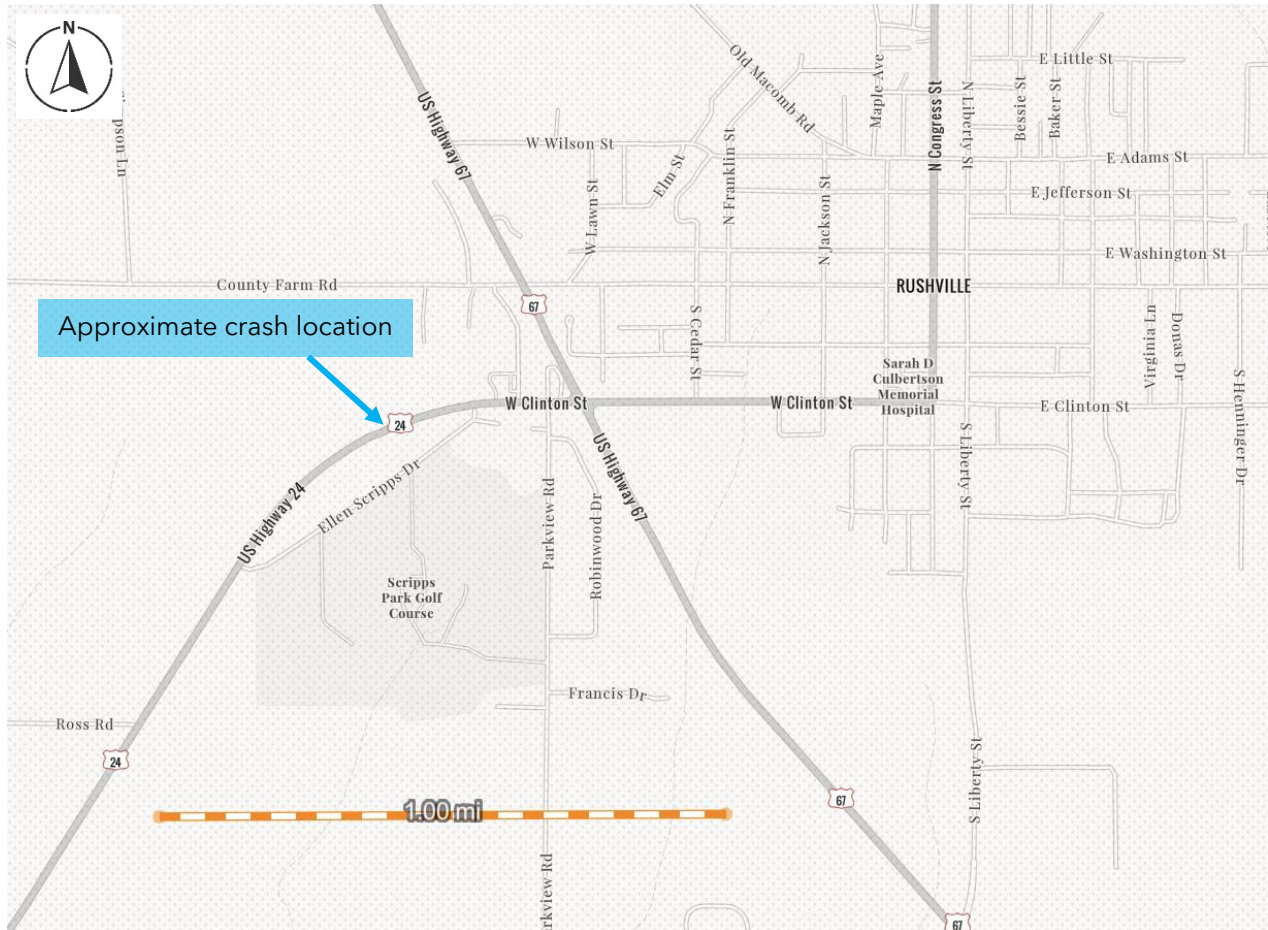 N
Old Macomb Rd
Maple Ave
N Congress St
N Liberty St
E Little St
Bessie St
Baker St
US Highway 67
pson Ln
W Wilson St
Elm St
N Franklin St
E Adams St
E Jefferson St
W Lawn St
N Jackson St
E Washington St
County Farm Rd
RUSHVILLE
67
Approximate crash location
S Cedar St
Virginia Ln
Donas Dr
Sarah D
Culbertson
Memorial
Hospital
S Henninger Dr
W Clinton St
W Clinton St
E Clinton St
24
US Highway 67
S Liberty St
Ellen Scripps Dr
US Highway 24
Parkview Rd
Robinwood Dr
Scripps
Park Golf
Course
Francis Dr
Ross Rd
24
S Liberty St
67
1.00 mi
rkview Rd
67